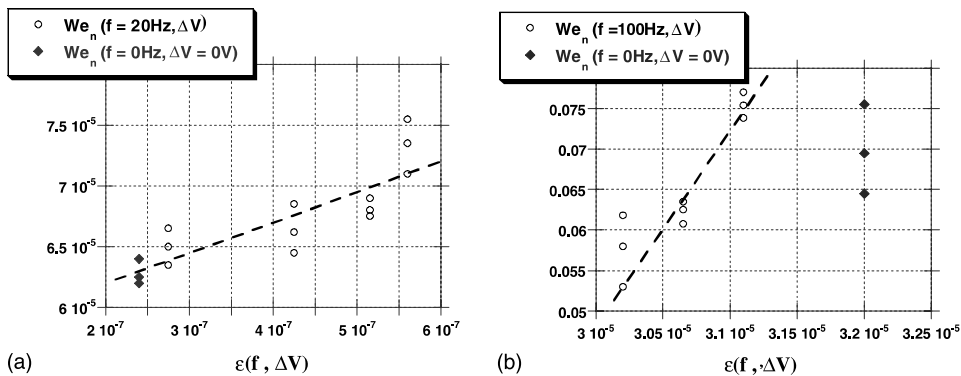 We_n (f = 20Hz, ΔV)
We_n (f = 0Hz, ΔV = 0V)
7.5 10^-5
7 10^-5
6.5 10^-5
6 10^-5
2 10^-7 3 10^-7 4 10^-7 5 10^-7 6 10^-7
(a) ε(f , ΔV)
We_n (f =100Hz, ΔV)
We_n (f = 0Hz, ΔV = 0V)
0.075
0.07
0.065
0.06
0.055
0.05
3 10^-5 3.05 10^-5 3.1 10^-5 3.15 10^-5 3.2 10^-5 3.25 10^-5
(b) ε(f , ·ΔV)